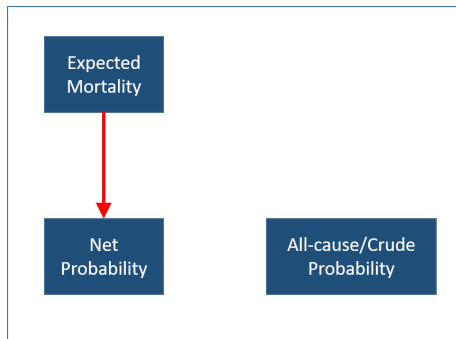 Expected
Mortality
Net
Probability
All-cause/Crude
Probability